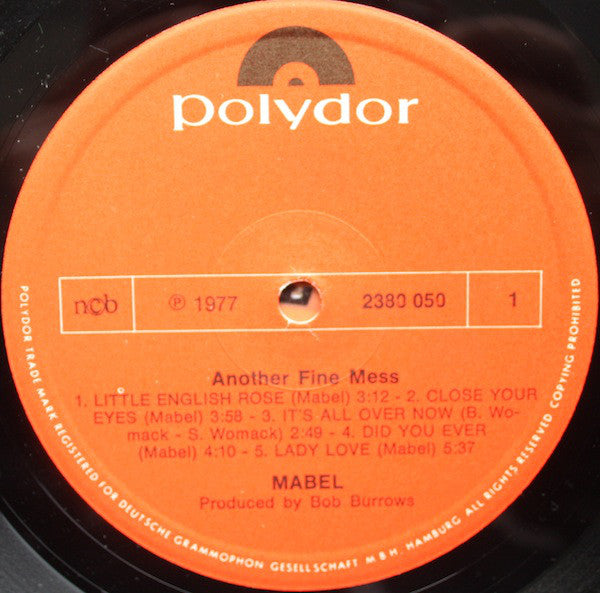 polydor
ncb ℗ 1977 2380 050 1
Another Fine Mess
1. LITTLE ENGLISH ROSE (Mabel) 3:12 - 2. CLOSE YOUR
EYES (Mabel) 3:58 - 3. IT'S ALL OVER NOW (B. Wo-
mack - S. Womack) 2:49 - 4. DID YOU EVER
(Mabel) 4:10 - 5. LADY LOVE (Mabel) 5:37
MABEL
Produced by Bob Burrows
POLYDOR TRADE MARK REGISTERED FOR DEUTSCHE GRAMMOPHON GESELLSCHAFT M B H. HAMBURG ALL RIGHTS RESERVED COPYING PROHIBITED